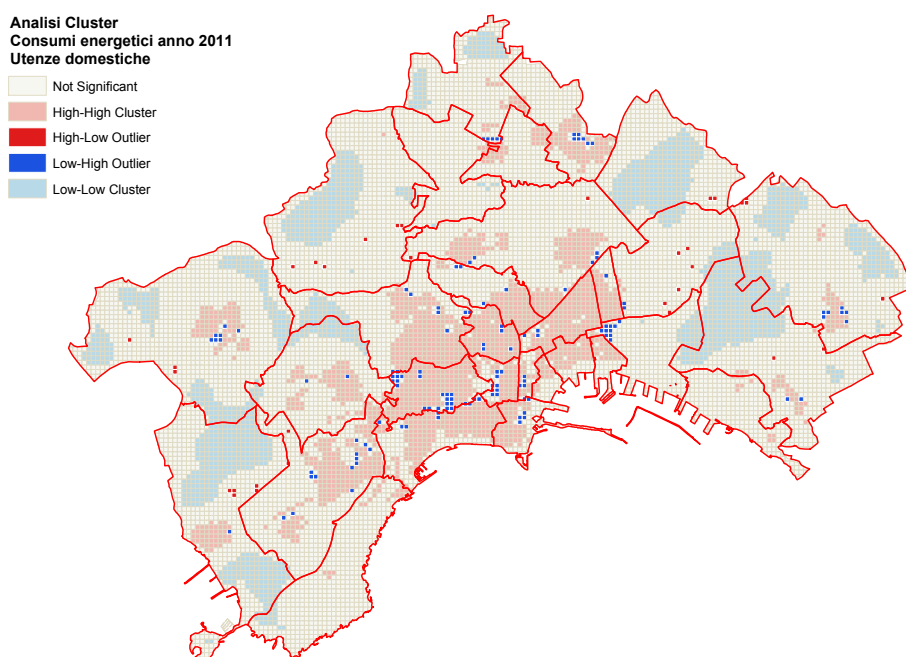 Analisi Cluster
Consumi energetici anno 2011
Utenze domestiche
Not Significant
High-High Cluster
High-Low Outlier
Low-High Outlier
Low-Low Cluster